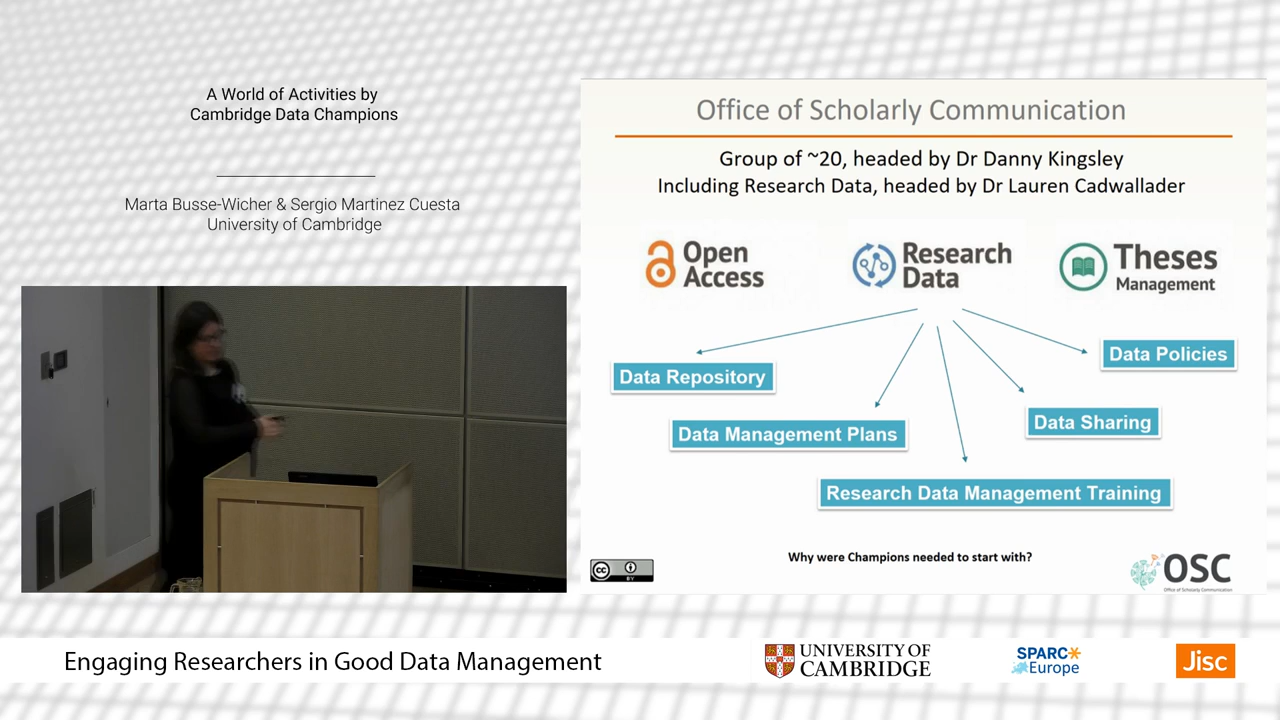 A World of Activities by
Cambridge Data Champions
Marta Busse-Wicher & Sergio Martinez Cuesta
University of Cambridge
Office of Scholarly Communication
Group of ~20, headed by Dr Danny Kingsley
Including Research Data, headed by Dr Lauren Cadwallader
Open
Access
Research
Data
Theses
Management
Data Policies
Data Repository
Data Sharing
Data Management Plans
Research Data Management Training
Why were Champions needed to start with?
cc
BY
OSC
Office of Scholarly Communication
Engaging Researchers in Good Data Management
UNIVERSITY OF
CAMBRIDGE
SPARC
Europe
Jisc